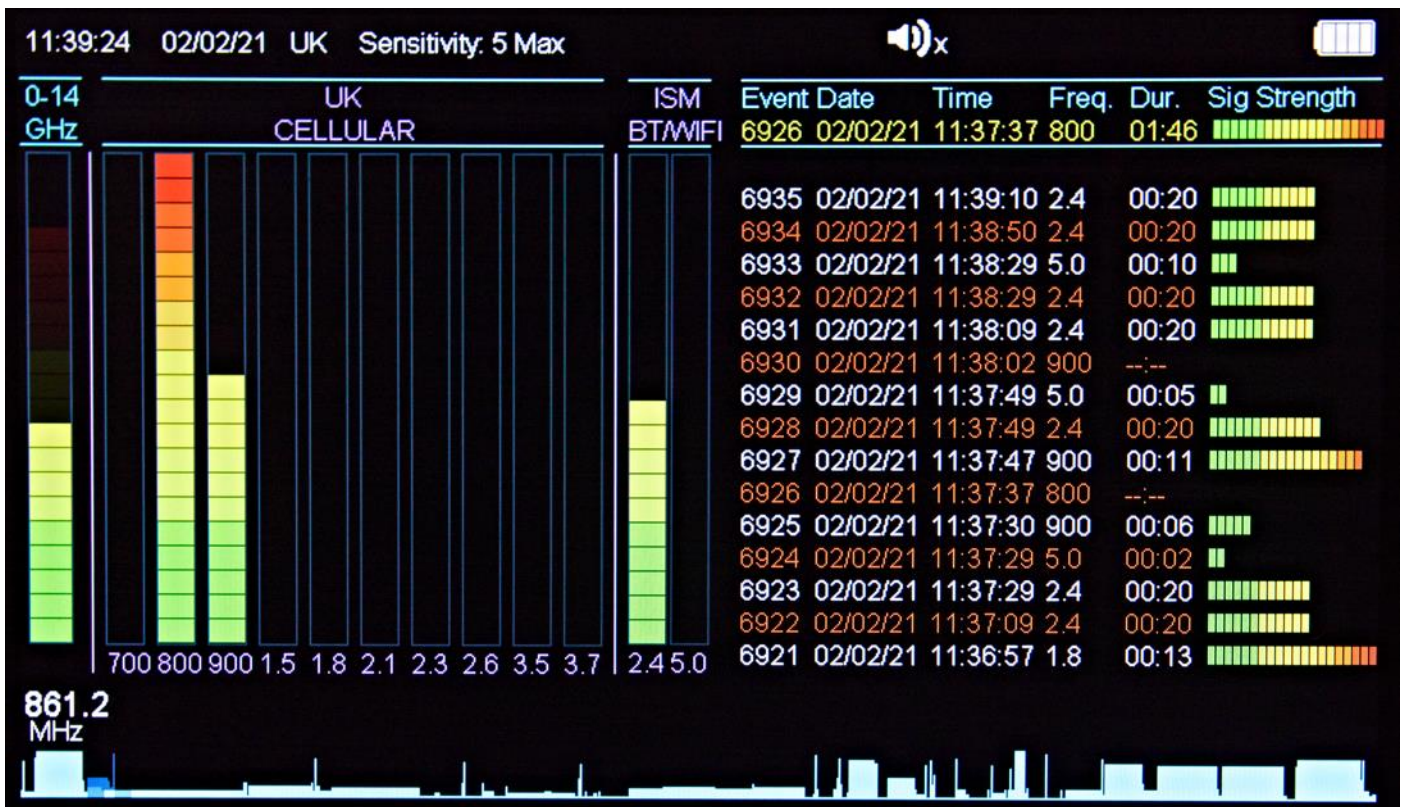 11:39:24 02/02/21 UK Sensitivity: 5 Max x
0-14 GHz
UK CELLULAR
ISM BT/WIFI
Event Date Time Freq. Dur. Sig Strength
6926 02/02/21 11:37:37 800 01:46
6935 02/02/21 11:39:10 2.4 00:20
6934 02/02/21 11:38:50 2.4 00:20
6933 02/02/21 11:38:29 5.0 00:10
6932 02/02/21 11:38:29 2.4 00:20
6931 02/02/21 11:38:09 2.4 00:20
6930 02/02/21 11:38:02 900 --:--
6929 02/02/21 11:37:49 5.0 00:05
6928 02/02/21 11:37:49 2.4 00:20
6927 02/02/21 11:37:47 900 00:11
6926 02/02/21 11:37:37 800 --:--
6925 02/02/21 11:37:30 900 00:06
6924 02/02/21 11:37:29 5.0 00:02
6923 02/02/21 11:37:29 2.4 00:20
6922 02/02/21 11:37:09 2.4 00:20
6921 02/02/21 11:36:57 1.8 00:13
700 800 900 1.5 1.8 2.1 2.3 2.6 3.5 3.7 2.4 5.0
861.2
MHz